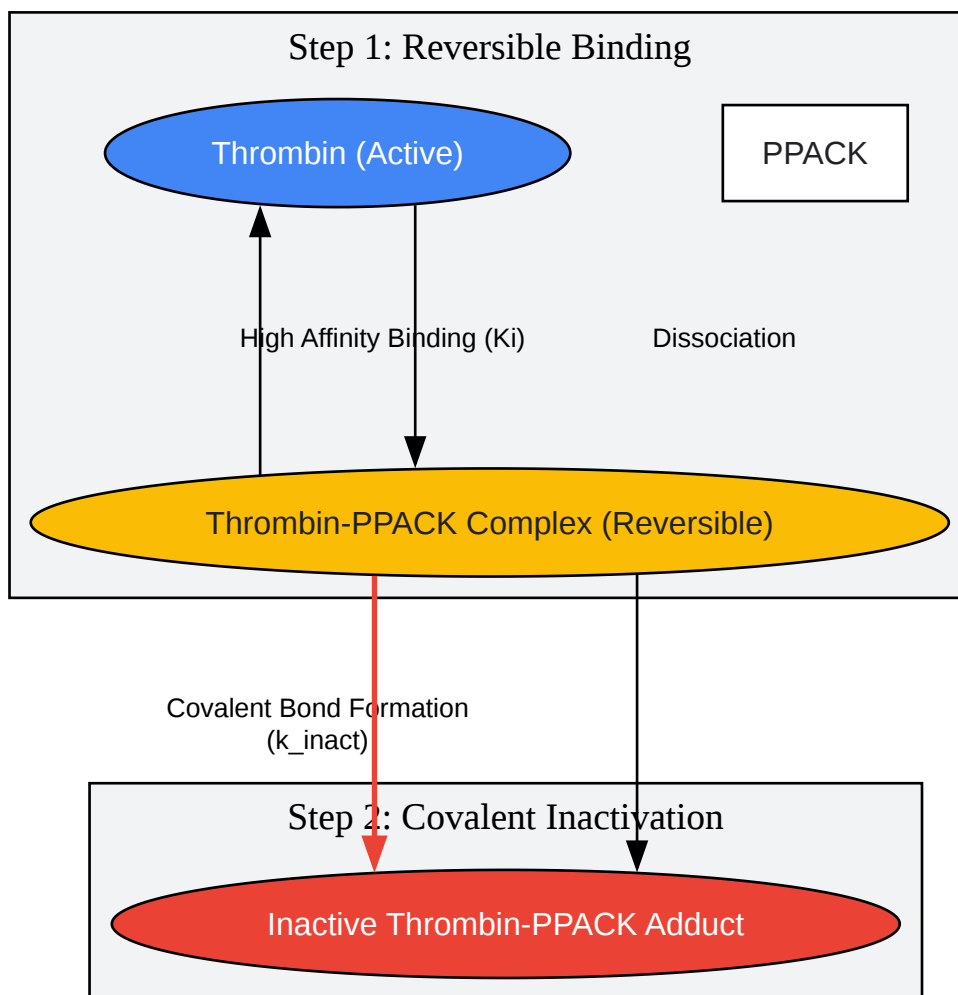 Step 1: Reversible Binding
Thrombin (Active)
PPACK
High Affinity Binding (Ki)
Dissociation
Thrombin-PPACK Complex (Reversible)
Covalent Bond Formation
(k_inact)
Step 2: Covalent Inactivation
Inactive Thrombin-PPACK Adduct